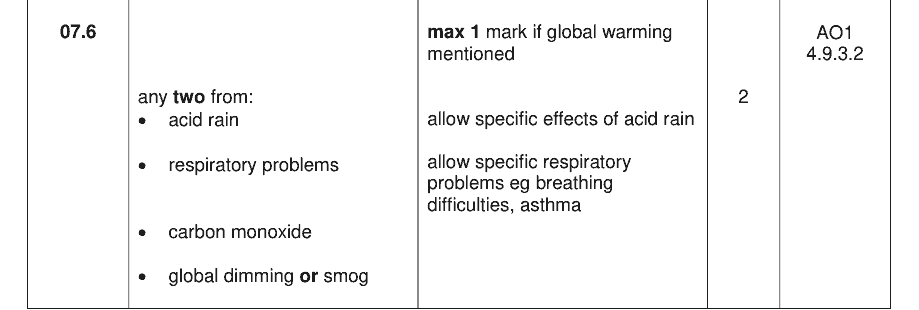 07.6
max 1 mark if global warming
mentioned
AO1
4.9.3.2
any two from:
2
• acid rain
allow specific effects of acid rain
• respiratory problems
allow specific respiratory
problems eg breathing
difficulties, asthma
• carbon monoxide
• global dimming or smog